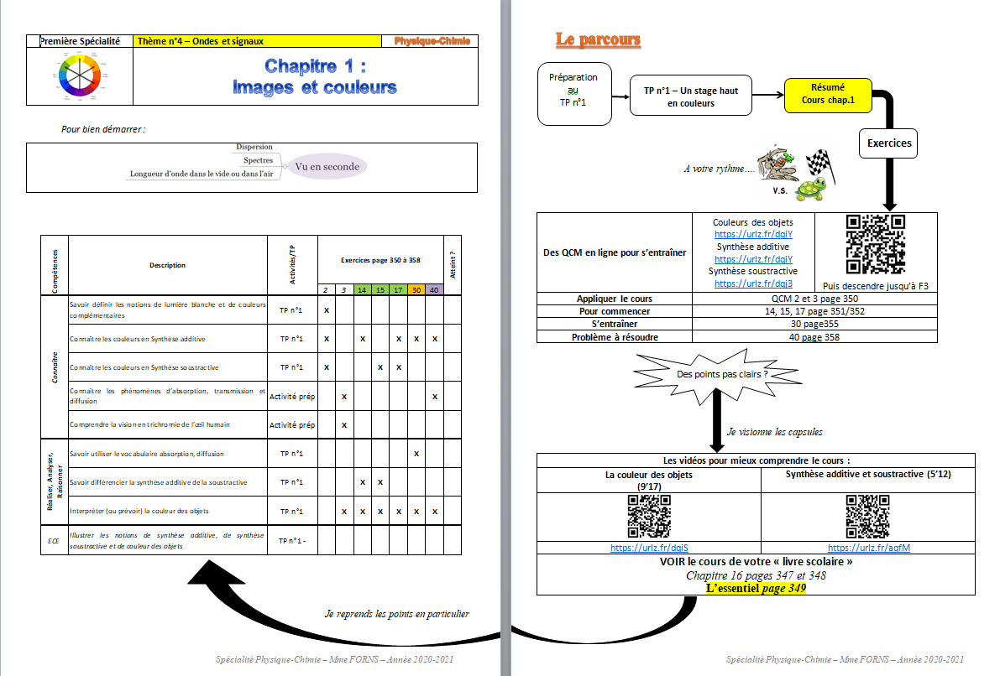 Première Spécialité
Thème n°4 – Ondes et signaux
Physique-Chimie
Chapitre 1 :
Images et couleurs
Pour bien démarrer :
Dispersion
Spectres
Longueur d'onde dans le vide ou dans l'air
Vu en seconde
Compétences
Description
Activités/TP
Exercices page 350 à 358
Atteint ?
2 3 14 15 17 30 40
Connaître
Savoir définir les notions de lumière blanche et de couleurs
complémentaires
TP n°1
X
Connaître les couleurs en Synthèse additive
TP n°1
X X X X X
Connaître les couleurs en Synthèse soustractive
TP n°1
X X X
Connaître les phénomènes d'absorption, transmission et
diffusion
Activité prép
X X
Comprendre la vision en trichromie de l'œil humain
Activité prép
X
Réaliser, Analyser,
Raisonner
Savoir utiliser le vocabulaire absorption, diffusion
TP n°1
X
Savoir différencier la synthèse additive de la soustractive
TP n°1
X X
Interpréter (ou prévoir) la couleur des objets
TP n°1
X X X X X X
ECE
Illustrer les notions de synthèse additive, de synthèse
soustractive et de couleur des objets
TP n°1 -
Je reprends les points en particulier
Spécialité Physique-Chimie – Mme FORNS – Année 2020-2021
Le parcours
Préparation
au
TP n°1
TP n°1 – Un stage haut
en couleurs
Résumé
Cours chap.1
Exercices
A votre rythme....
V.S.
Des QCM en ligne pour s'entraîner
Couleurs des objets
https://urlz.fr/dqjY
Synthèse additive
https://urlz.fr/dqjY
Synthèse soustractive
https://urlz.fr/dqj3
Puis descendre jusqu'à F3
Appliquer le cours
QCM 2 et 3 page 350
Pour commencer
14, 15, 17 page 351/352
S'entraîner
30 page355
Problème à résoudre
40 page 358
Des points pas clairs ?
Je visionne les capsules
Les vidéos pour mieux comprendre le cours :
La couleur des objets
(9'17)
Synthèse additive et soustractive (5'12)
https://urlz.fr/dqjS
https://urlz.fr/aqfM
VOIR le cours de votre « livre scolaire »
Chapitre 16 pages 347 et 348
L'essentiel page 349
Spécialité Physique-Chimie – Mme FORNS – Année 2020-2021